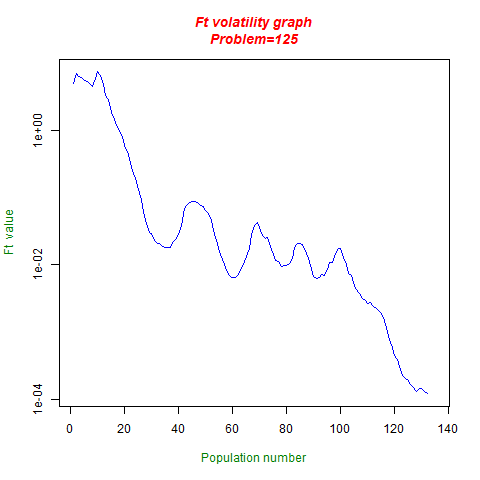 Ft volatility graph
Problem=125
Ft value
1e+00
1e-02
1e-04
0 20 40 60 80 100 120 140
Population number